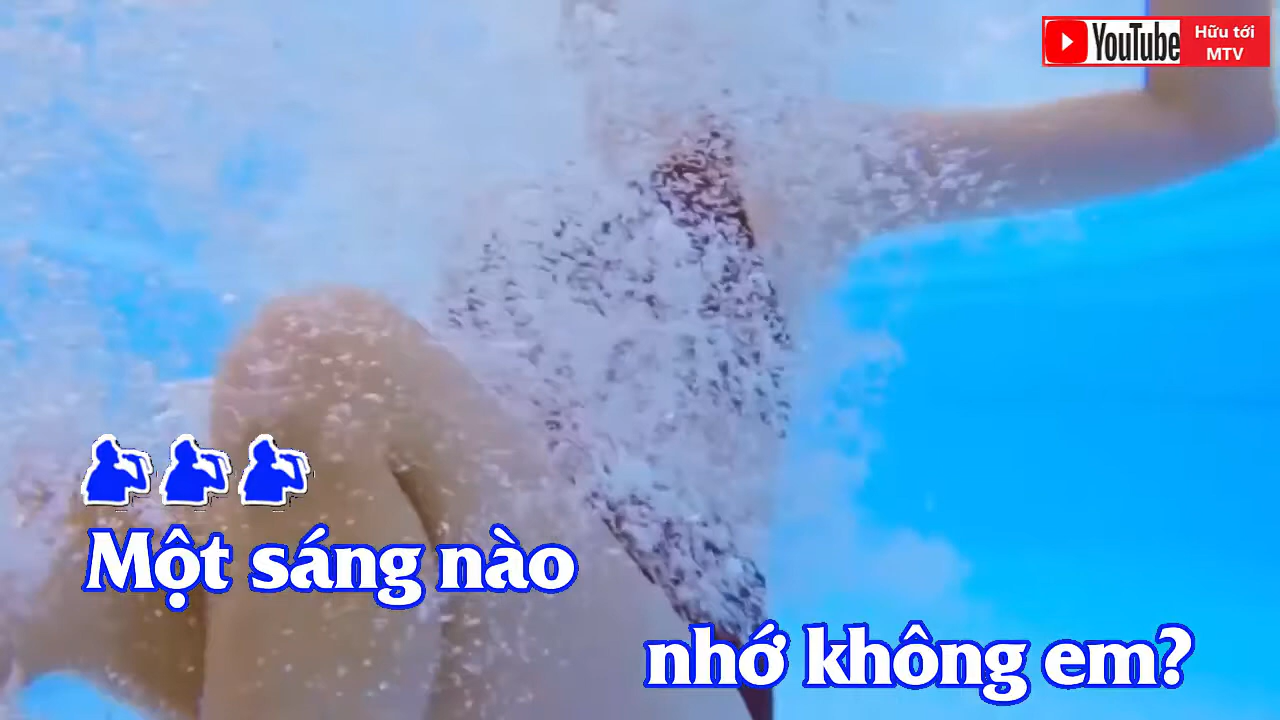 YouTube
Hữu tới
MTV
Một sáng nào
nhớ không em?